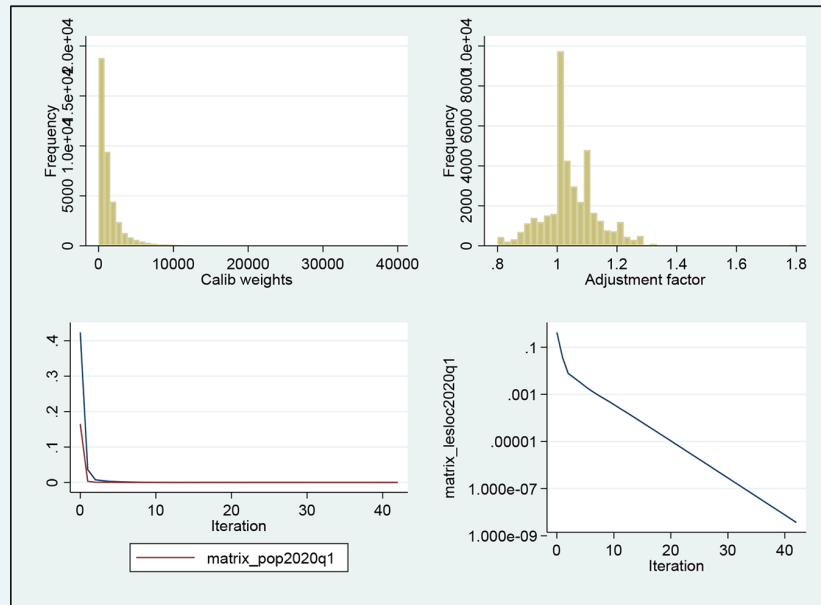 Frequency
0
5000
1.0e+04
1.5e+04
2.0e+04
0
10000
20000
30000
40000
Calib weights
Frequency
0
2000
4000
6000
8000
1.0e+04
.8
1
1.2
1.4
1.6
1.8
Adjustment factor
0
.1
.2
.3
.4
0
10
20
30
40
Iteration
matrix_pop2020q1
matrix_lesloc2020q1
.1
.001
.00001
1.000e-07
1.000e-09
0
10
20
30
40
Iteration